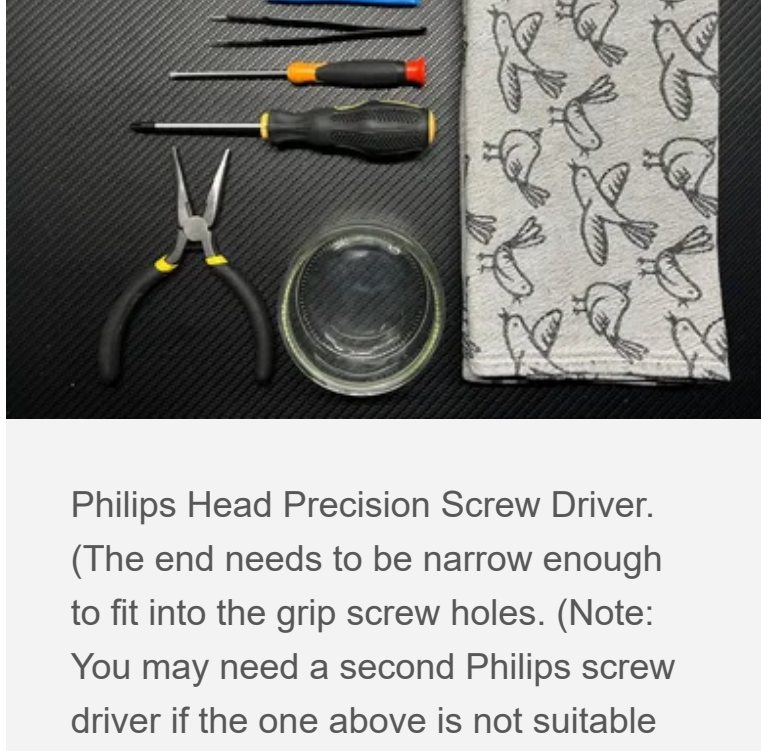 Philips Head Precision Screw Driver.
(The end needs to be narrow enough
to fit into the grip screw holes. (Note:
You may need a second Philips screw
driver if the one above is not suitable